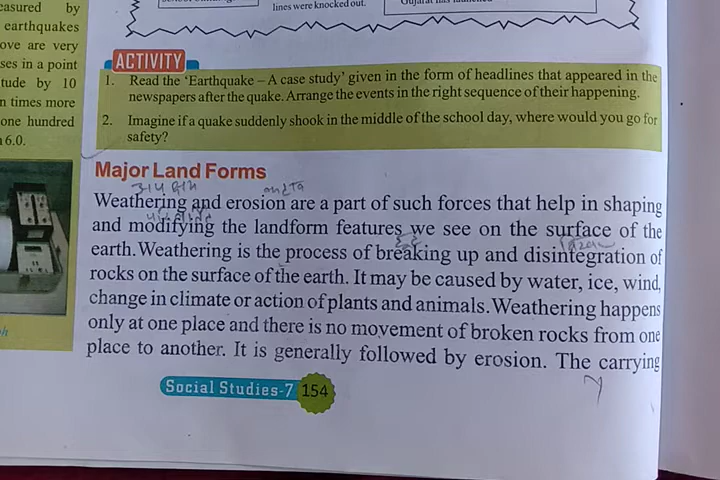 easured by
earthquakes
ove are very
ses in a point
tude by 10
n times more
one hundred
6.0.
lines were knocked out.
ACTIVITY
1. Read the 'Earthquake – A case study' given in the form of headlines that appeared in the
newspapers after the quake. Arrange the events in the right sequence of their happening.
2. Imagine if a quake suddenly shook in the middle of the school day, where would you go for
safety?
Major Land Forms
Weathering and erosion are a part of such forces that help in shaping
and modifying the landform features we see on the surface of the
earth. Weathering is the process of breaking up and disintegration of
rocks on the surface of the earth. It may be caused by water, ice, wind,
change in climate or action of plants and animals. Weathering happens
only at one place and there is no movement of broken rocks from one
place to another. It is generally followed by erosion. The carrying
Social Studies-7 154